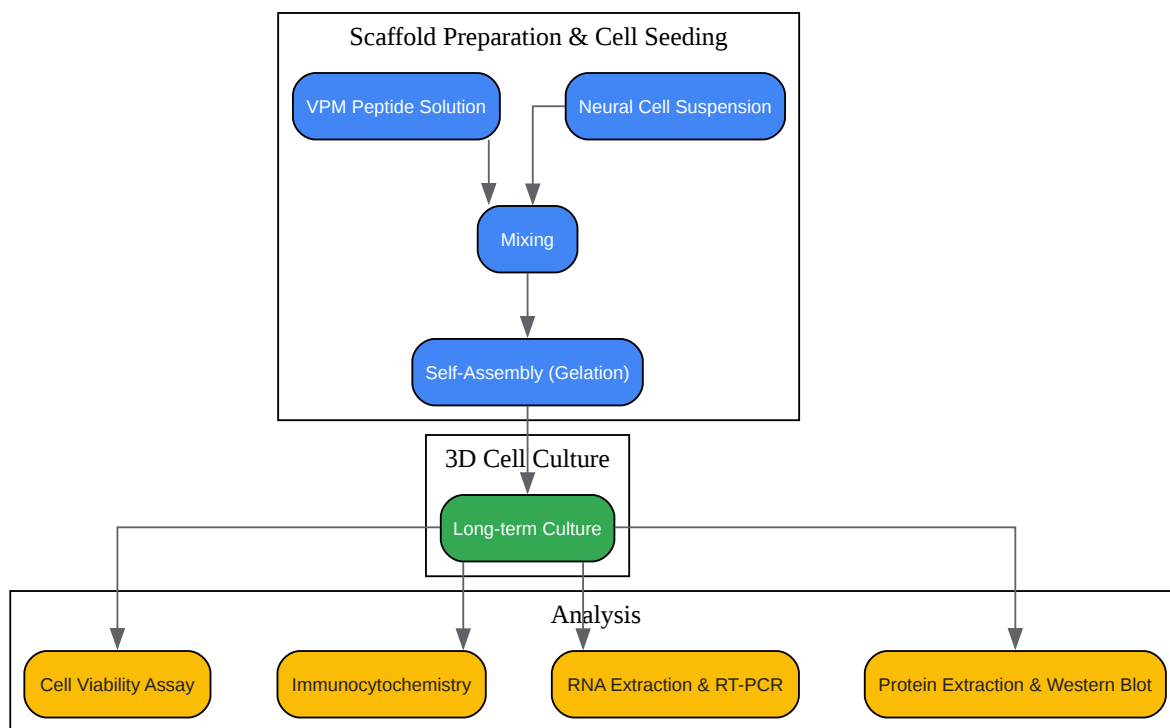 Scaffold Preparation & Cell Seeding
VPM Peptide Solution
Neural Cell Suspension
Mixing
Self-Assembly (Gelation)
3D Cell Culture
Long-term Culture
Analysis
Cell Viability Assay
Immunocytochemistry
RNA Extraction & RT-PCR
Protein Extraction & Western Blot